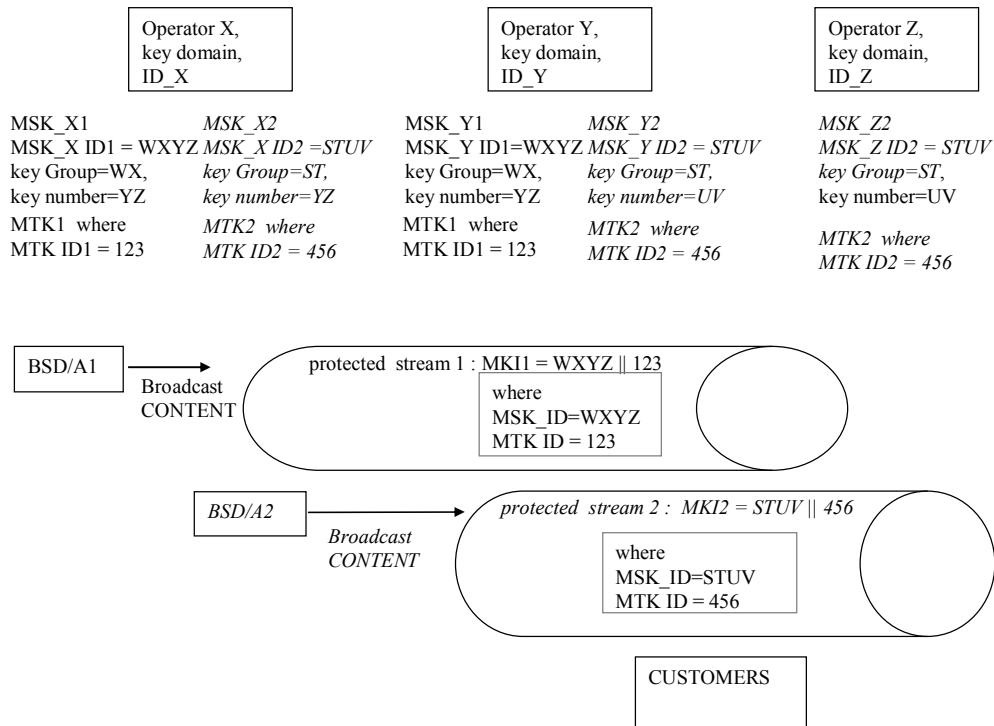 Operator X,
key domain,
ID_X
Operator Y,
key domain,
ID_Y
Operator Z,
key domain,
ID_Z
MSK_X1
MSK_X ID1 = WXYZ
key Group=WX,
key number=YZ
MTK1 where
MTK ID1 = 123
MSK_X2
MSK_X ID2 =STUV
key Group=ST,
key number=YZ
MTK2 where
MTK ID2 = 456
MSK_Y1
MSK_Y ID1=WXYZ
key Group=WX,
key number=YZ
MTK1 where
MTK ID1 = 123
MSK_Y2
MSK_Y ID2 = STUV
key Group=ST,
key number=UV
MTK2 where
MTK ID2 = 456
MSK_Z2
MSK_Z ID2 = STUV
key Group=ST,
key number=UV
MTK2 where
MTK ID2 = 456
BSD/A1
Broadcast
CONTENT
protected stream 1 : MKI1 = WXYZ || 123
where
MSK_ID=WXYZ
MTK ID = 123
BSD/A2
Broadcast
CONTENT
protected stream 2 : MKI2 = STUV || 456
where
MSK_ID=STUV
MTK ID = 456
CUSTOMERS